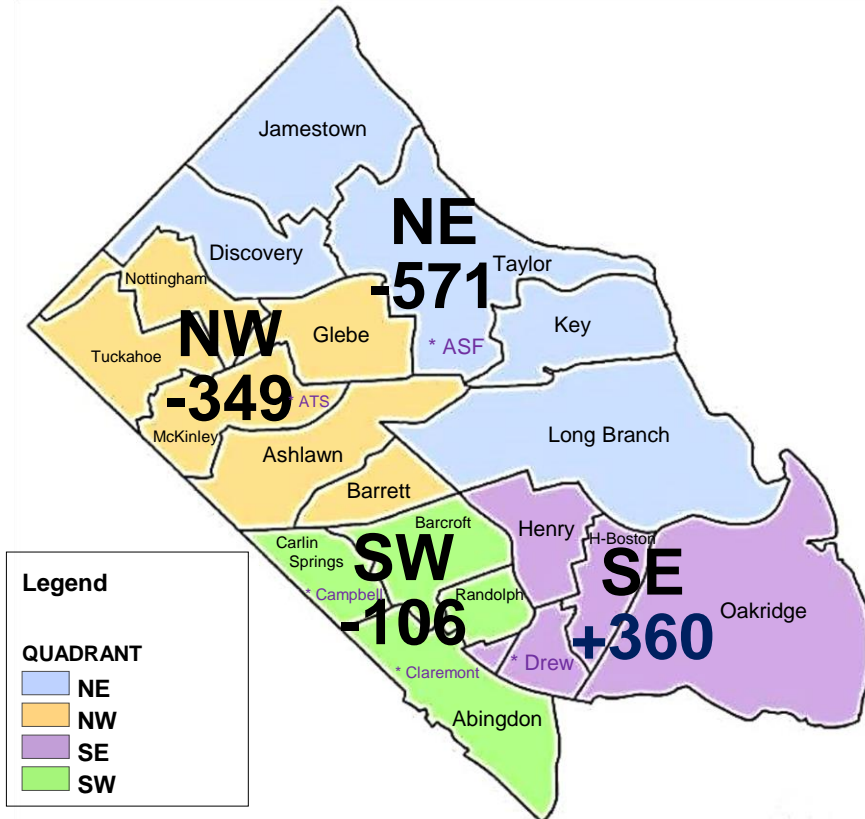 Jamestown
NE
-571
Discovery
Taylor
Nottingham
Key
NW
-349
Glebe
* ASF
Tuckahoe
* ATS
McKinley
Long Branch
Ashlawn
Barrett
Barcroft
Henry
H-Boston
Carlin
Springs
SW
-106
SE
+360
* Campbell
Randolph
Oakridge
* Claremont
* Drew
Abingdon
Legend
QUADRANT
NE
NW
SE
SW